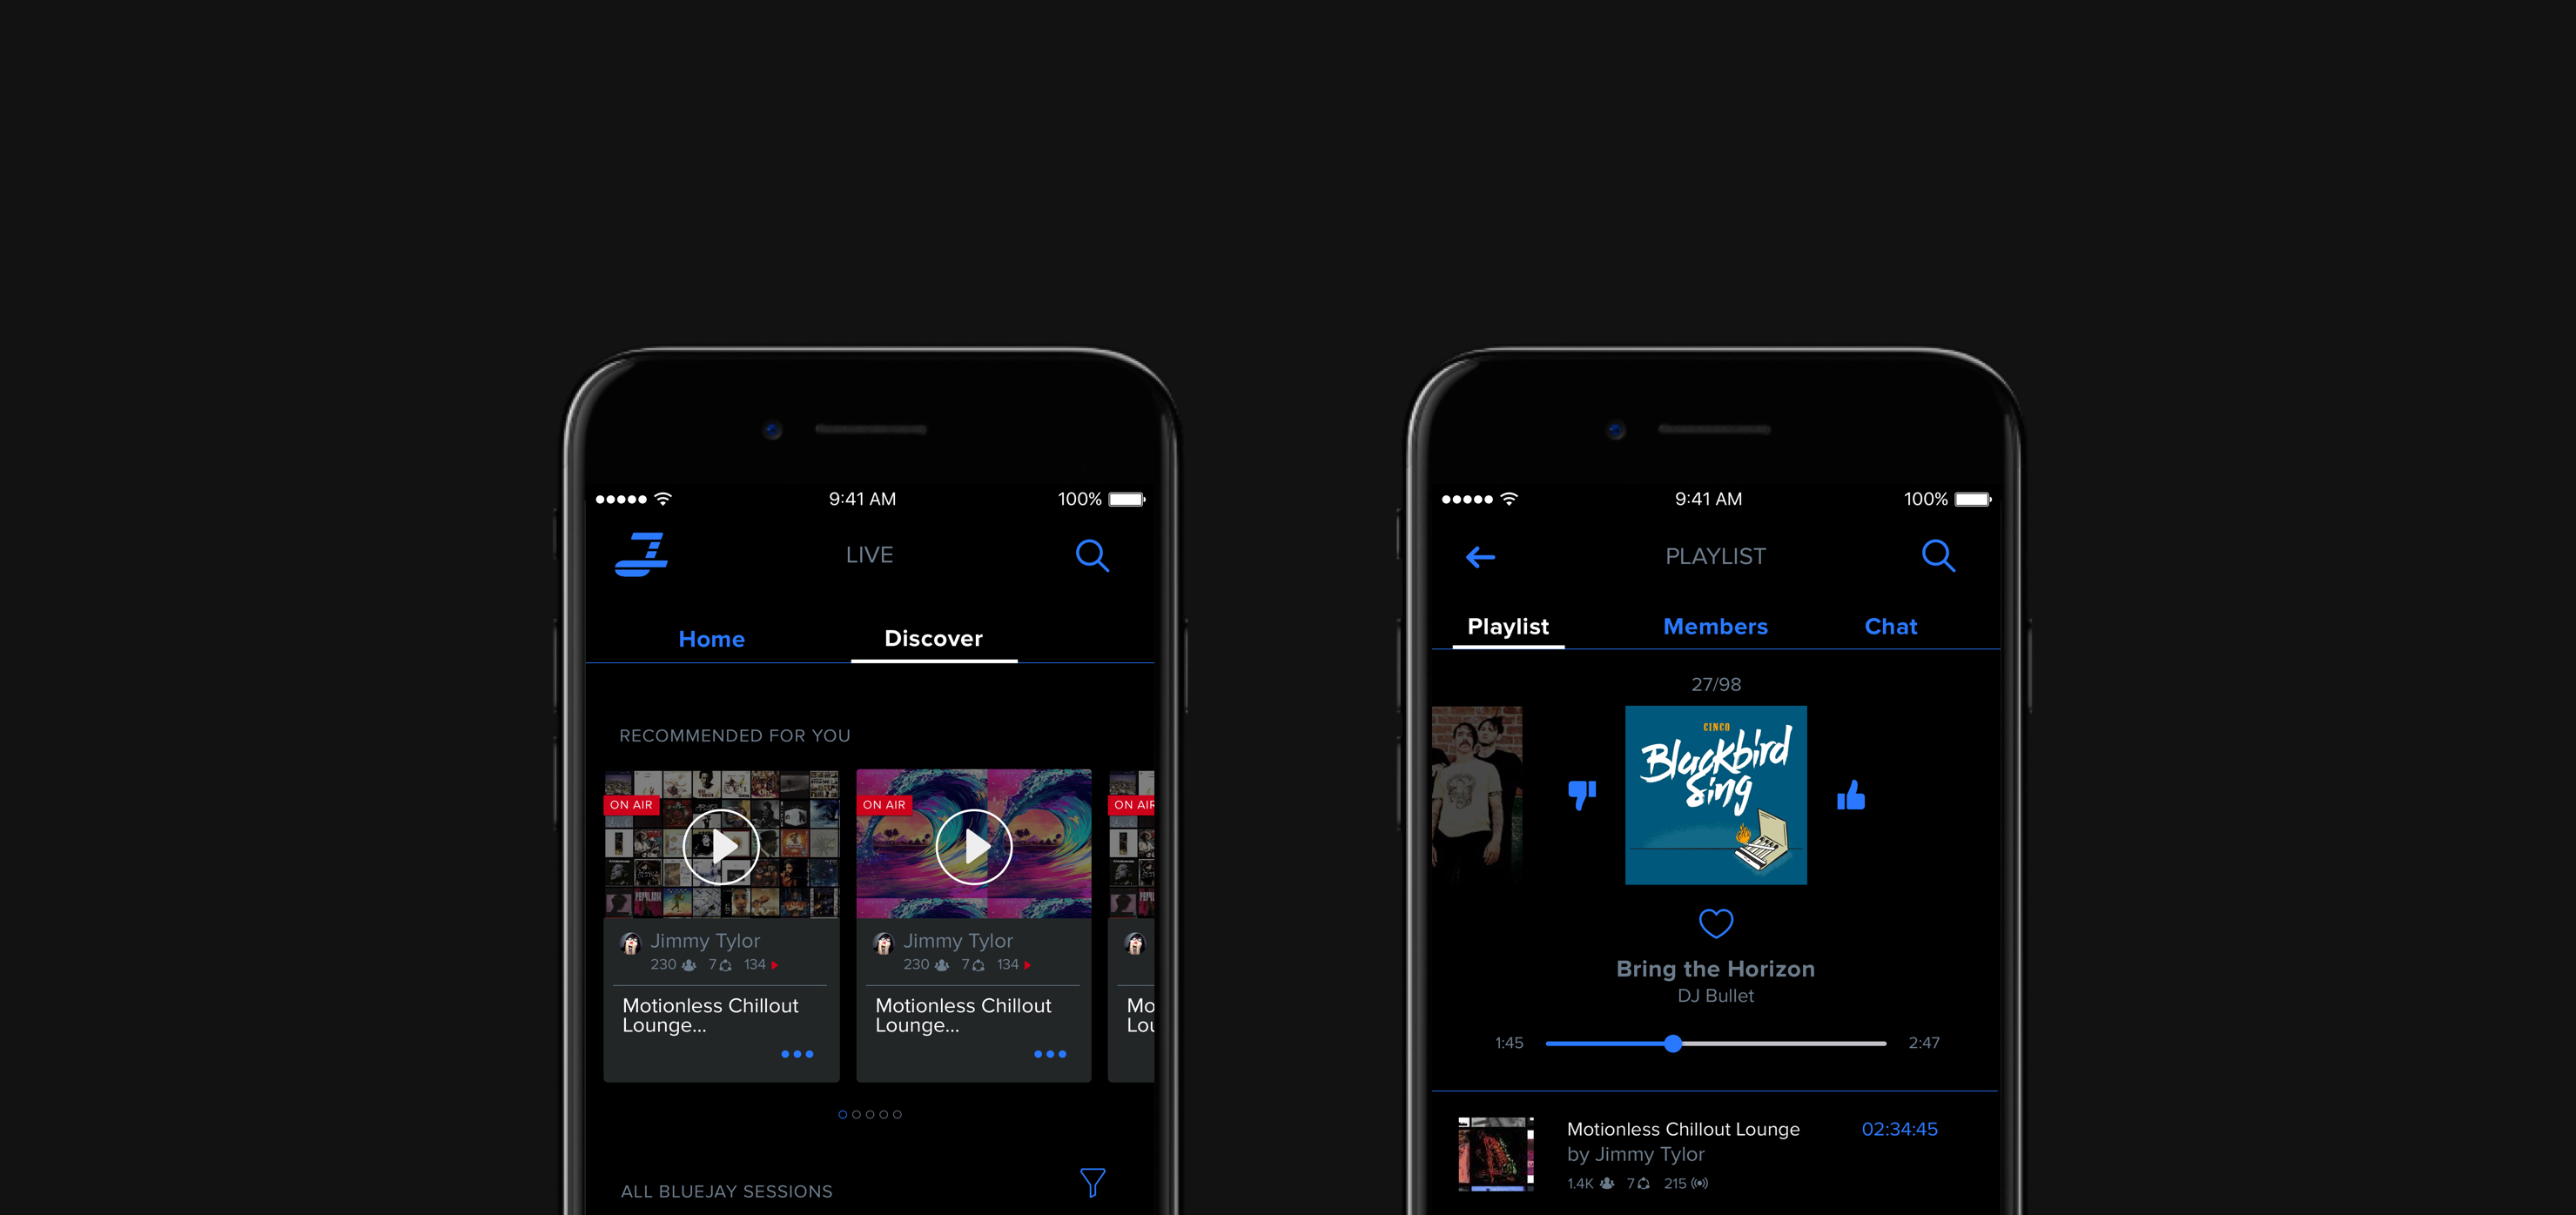 9:41 AM
100%
LIVE
Home
Discover
RECOMMENDED FOR YOU
ON AIR
ON AIR
ON AIR
Jimmy Tylor
230 7 134
Jimmy Tylor
230 7 134
Motionless Chillout
Lounge...
Motionless Chillout
Lounge...
Mo
Lou
ALL BLUEJAY SESSIONS
9:41 AM
100%
PLAYLIST
Playlist
Members
Chat
27/98
CINCO
Blackbird
Sing
Bring the Horizon
DJ Bullet
1:45
2:47
Motionless Chillout Lounge
02:34:45
by Jimmy Tylor
1.4K 7 215